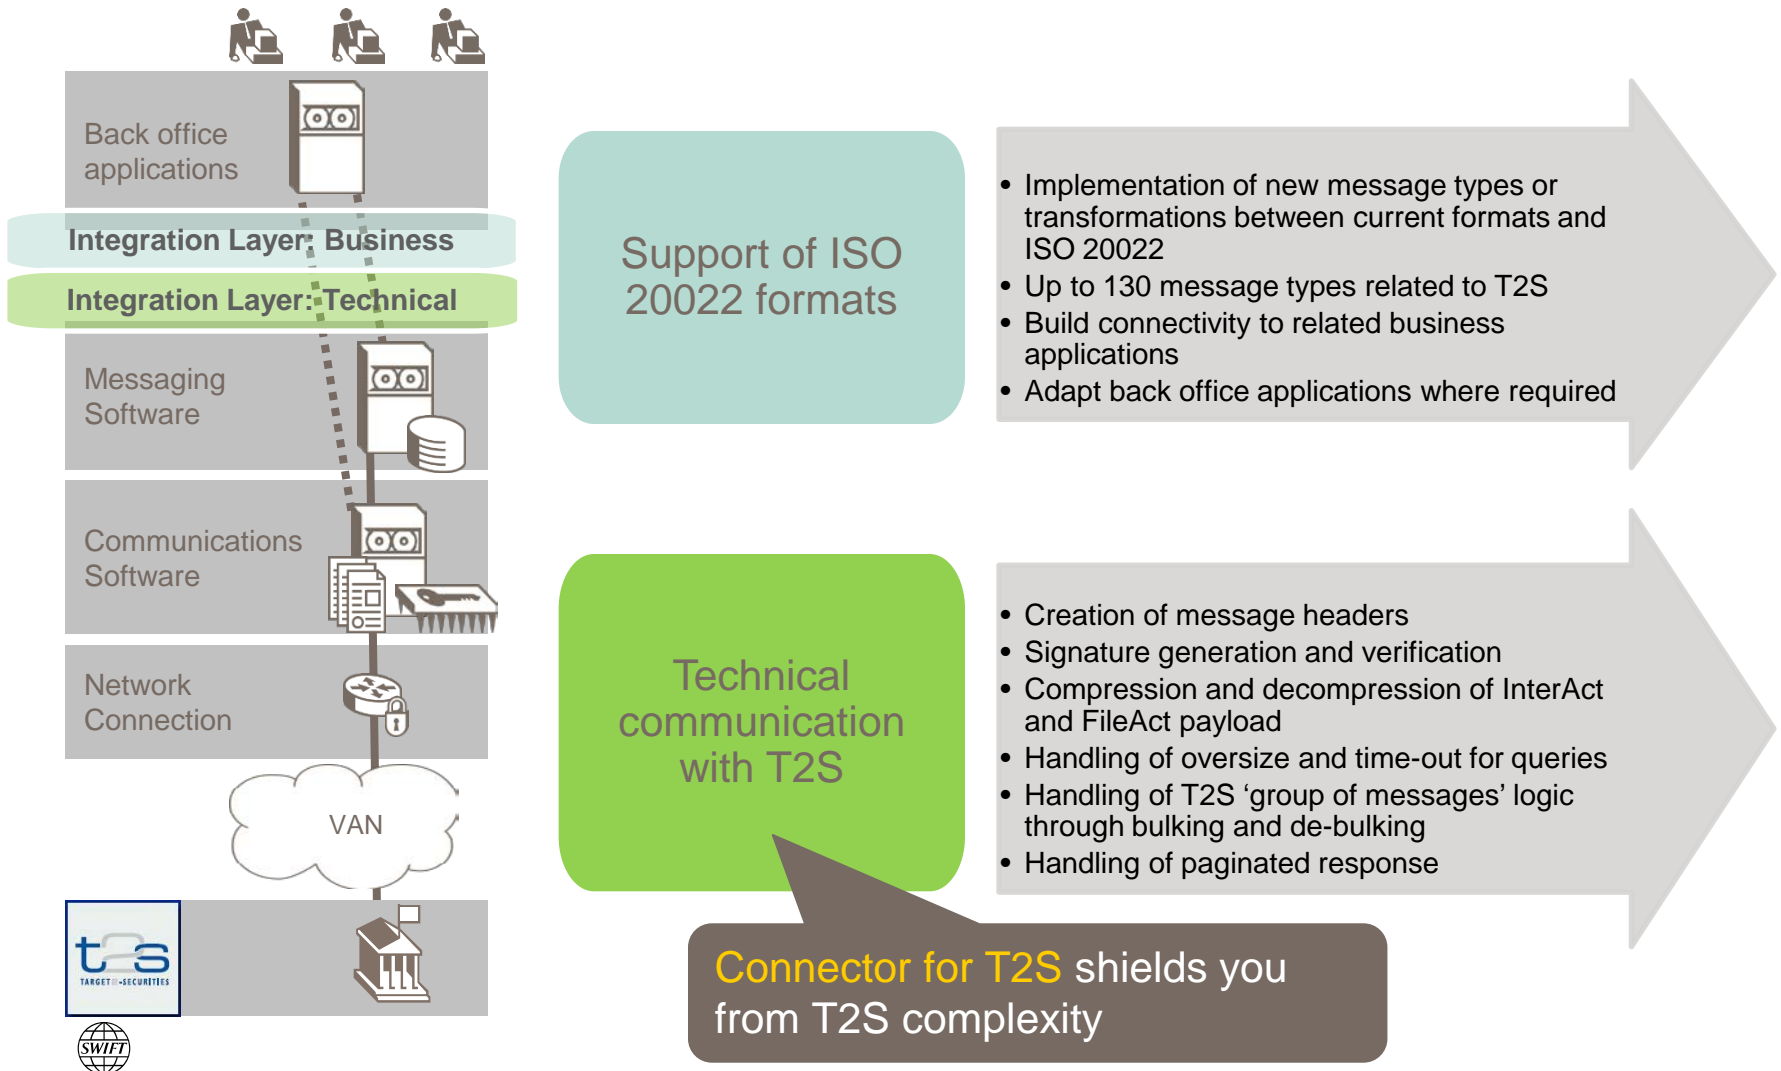 Back office
applications
Integration Layer: Business
Integration Layer: Technical
Messaging
Software
Communications
Software
Network
Connection
VAN
t2s
TARGET2-SECURITIES
SWIFT
Support of ISO
20022 formats
• Implementation of new message types or
transformations between current formats and
ISO 20022
• Up to 130 message types related to T2S
• Build connectivity to related business
applications
• Adapt back office applications where required
Technical
communication
with T2S
• Creation of message headers
• Signature generation and verification
• Compression and decompression of InterAct
and FileAct payload
• Handling of oversize and time-out for queries
• Handling of T2S ‘group of messages’ logic
through bulking and de-bulking
• Handling of paginated response
Connector for T2S shields you
from T2S complexity